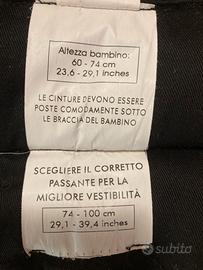 Altezza bambino:
60 - 74 cm
23,6 - 29,1 inches
LE CINTURE DEVONO ESSERE
POSTE COMODAMENTE SOTTO
LE BRACCIA DEL BAMBINO
SCEGLIERE IL CORRETTO
PASSANTE PER LA
MIGLIORE VESTIBILITÀ
74 - 100 cm
29,1 - 39,4 inches
subito